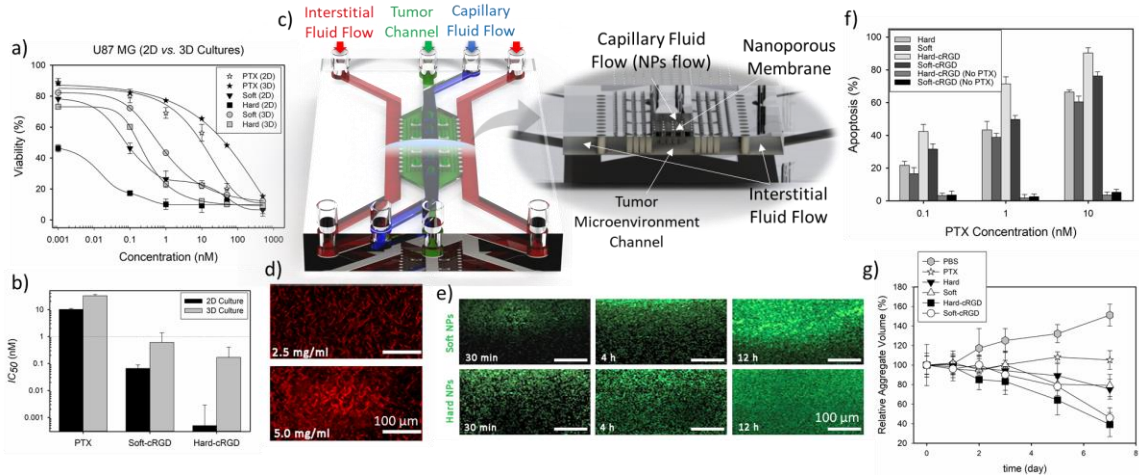 a)
U87 MG (2D vs. 3D Cultures)
PTX (2D)
PTX (3D)
Soft (2D)
Hard (2D)
Soft (3D)
Hard (3D)
Viability (%)
100
80
60
40
20
0
0.001
0.01
0.1
1
10
100
Concentration (nM)
b)
2D Culture
3D Culture
IC50 (nM)
10
1
0.1
0.01
0.001
PTX
Soft-cRGD
Hard-cRGD
c)
Interstitial
Fluid Flow
Tumor
Channel
Capillary
Fluid Flow
Capillary Fluid
Flow (NPs flow)
Nanoporous
Membrane
Tumor
Microenvironment
Channel
Interstitial
Fluid Flow
d)
2.5 mg/ml
5.0 mg/ml
100 µm
e)
Soft NPs
30 min
4 h
12 h
Hard NPs
30 min
4 h
12 h
100 µm
f)
Hard
Soft
Hard-cRGD
Soft-cRGD
Hard-cRGD (No PTX)
Soft-cRGD (No PTX)
Apoptosis (%)
100
80
60
40
20
0
0.1
1
10
PTX Concentration (nM)
g)
PBS
PTX
Hard
Soft
Hard-cRGD
Soft-cRGD
Relative Aggregate Volume (%)
180
160
140
120
100
80
60
40
20
0
2
4
6
8
time (day)